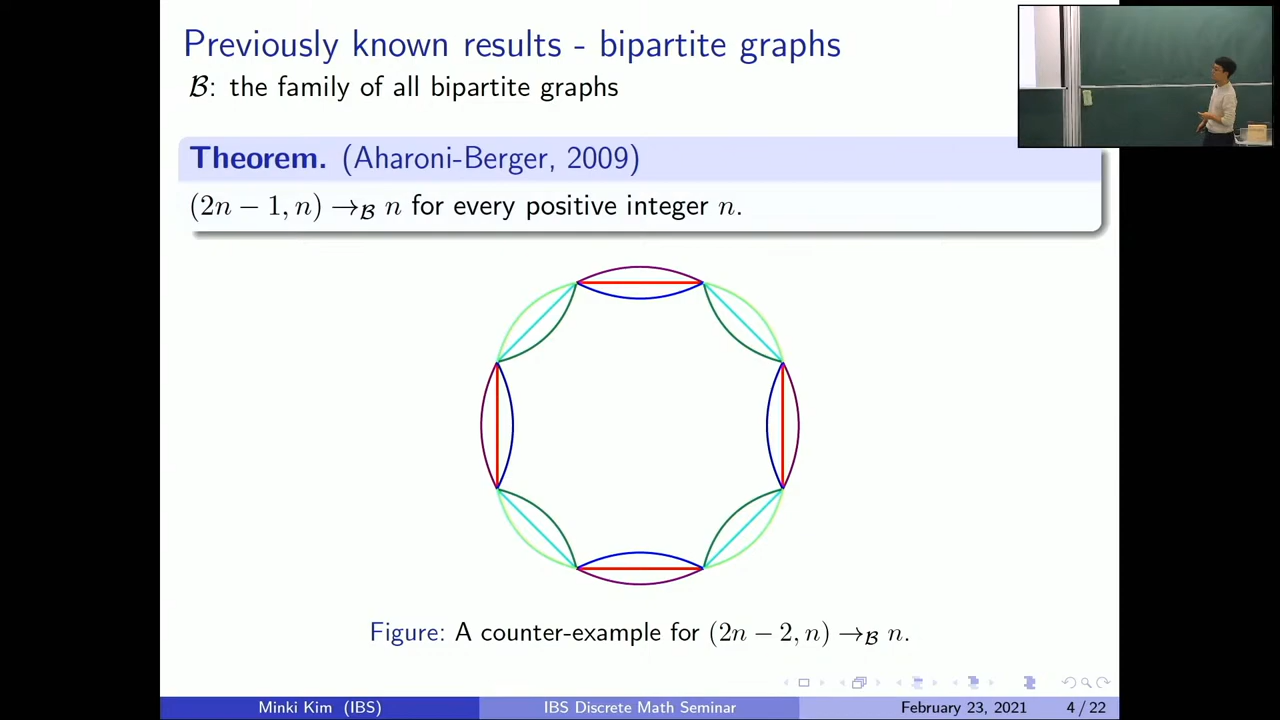 Previously known results - bipartite graphs
ℬ: the family of all bipartite graphs
Theorem. (Aharoni-Berger, 2009)
(2n − 1, n) →ℬ n for every positive integer n.
Figure: A counter-example for (2n − 2, n) →ℬ n.
Minki Kim (IBS) IBS Discrete Math Seminar February 23, 2021 4 / 22